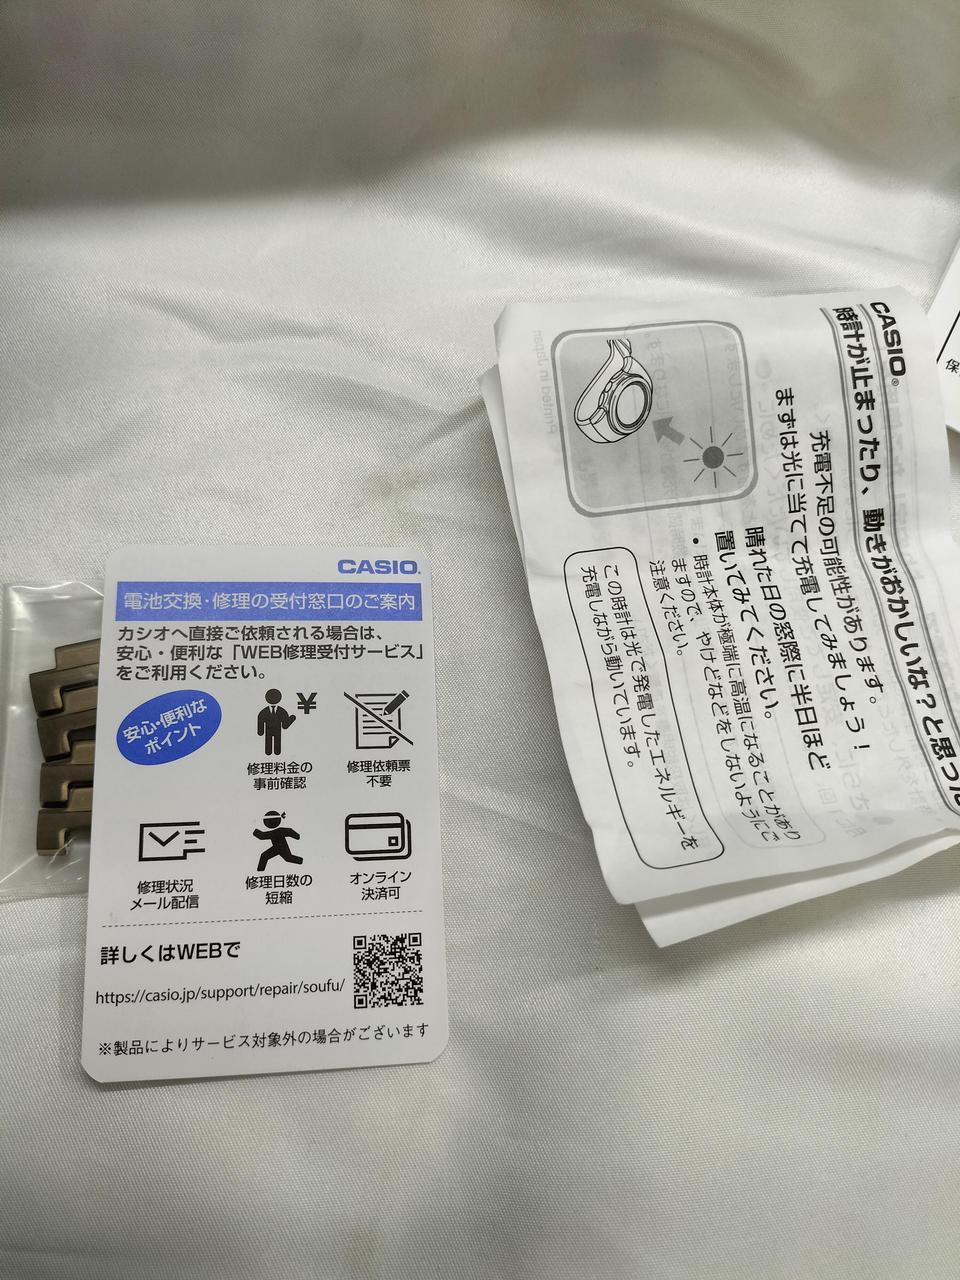 CASIO
電池交換・修理の受付窓口のご案内
カシオへ直接ご依頼される場合は、
安心・便利な「WEB修理受付サービス」
をご利用ください。
安心・便利な
ポイント
¥
修理料金の
事前確認
修理依頼票
不要
修理状況
メール配信
修理日数の
短縮
オンライン
決済可
詳しくはWEBで
https://casio.jp/support/repair/soufu/
※製品によりサービス対象外の場合がございます
CASIO®
時計が止まったり、動きがおかしいな？と思った
充電不足の可能性があります。
まずは光に当てて充電してみましょう！
晴れた日の窓際に半日ほど
置いてみてください。
・時計本体が極端に高温になることがあり
ますので、やけどなどをしないようにご
注意ください。
この時計は光で発電したエネルギーを
充電しながら動いています。
Printed in Japan
保